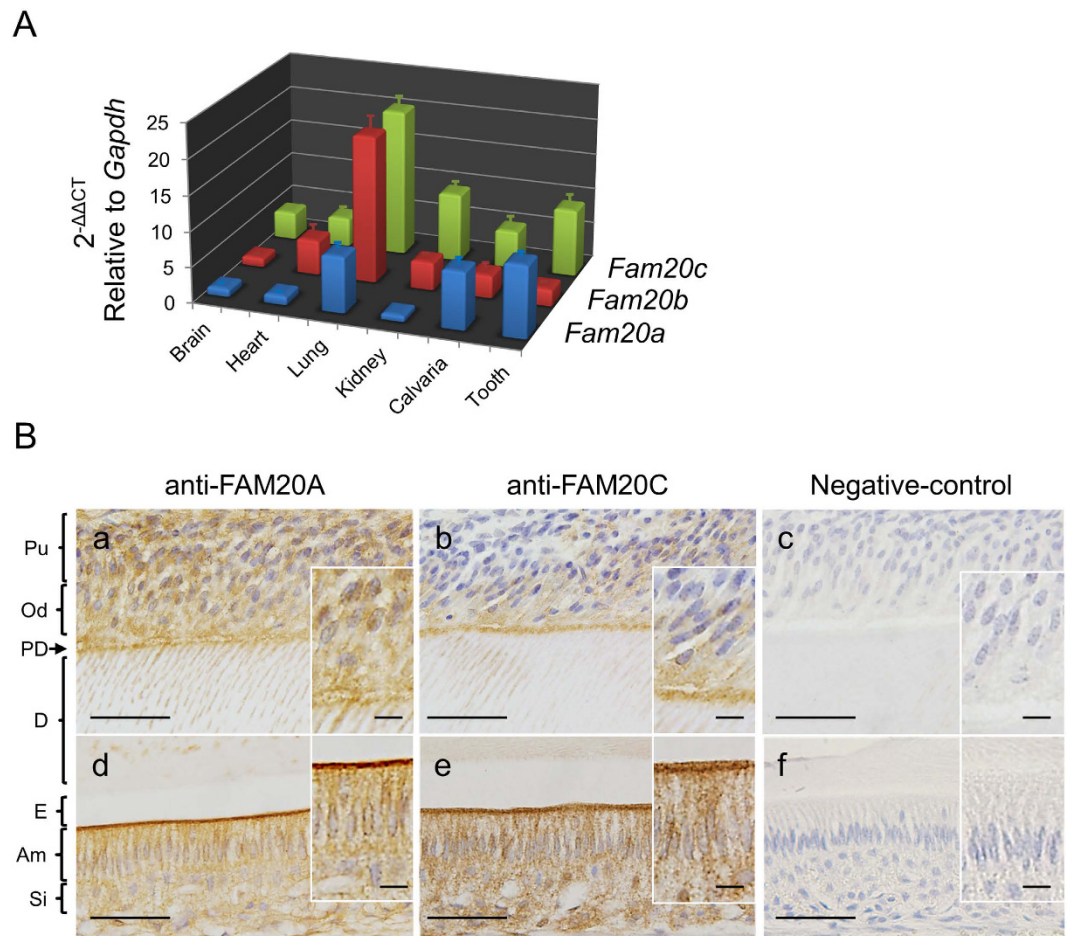 A
2-ΔΔCT
Relative to Gapdh
25
20
15
10
5
0
Brain
Heart
Lung
Kidney
Calvaria
Tooth
Fam20c
Fam20b
Fam20a
B
anti-FAM20A
anti-FAM20C
Negative-control
Pu
Od
PD
D
E
Am
Si
a
b
c
d
e
f